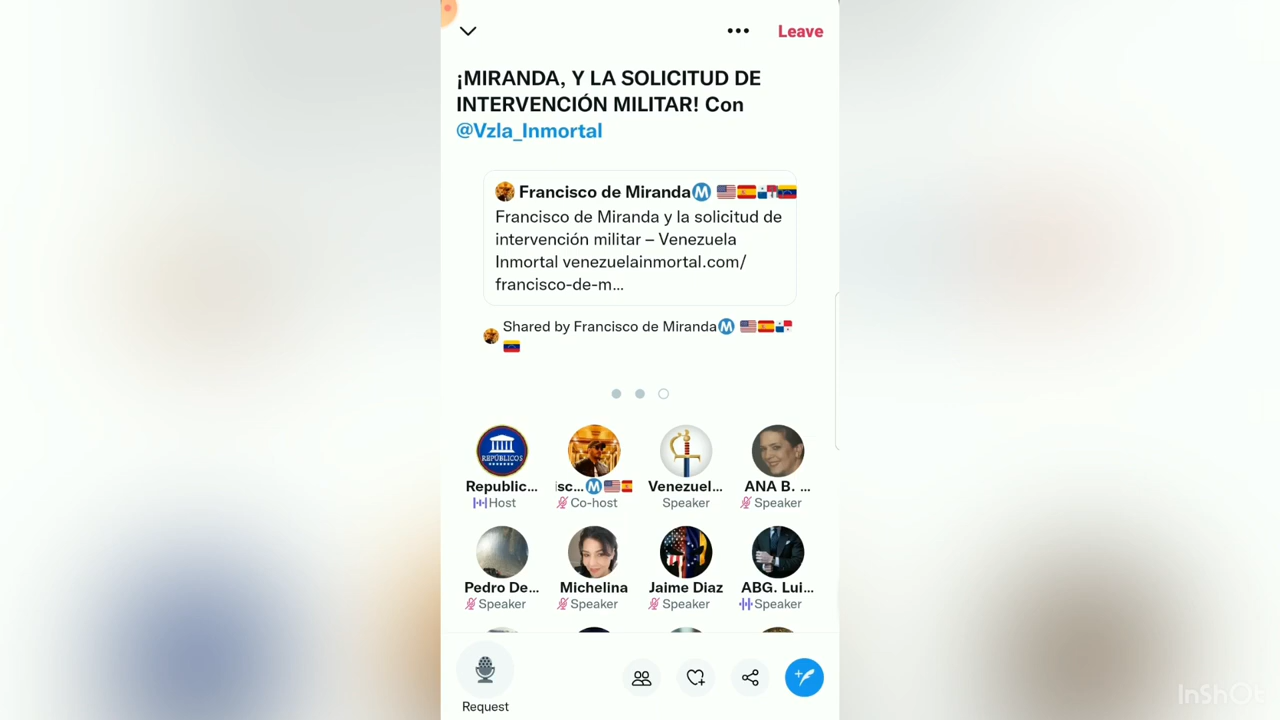 Leave
¡MIRANDA, Y LA SOLICITUD DE
INTERVENCIÓN MILITAR! Con
@Vzla_Inmortal
Francisco de Miranda Ⓜ
Francisco de Miranda y la solicitud de
intervención militar – Venezuela
Inmortal venezuelainmortal.com/
francisco-de-m...
Shared by Francisco de Miranda Ⓜ
REPÚBLICOS
Republic... isc... Ⓜ Venezuel... ANA B. ...
Host Co-host Speaker Speaker
Pedro De... Michelina Jaime Diaz ABG. Lui...
Speaker Speaker Speaker Speaker
Request
InShOt